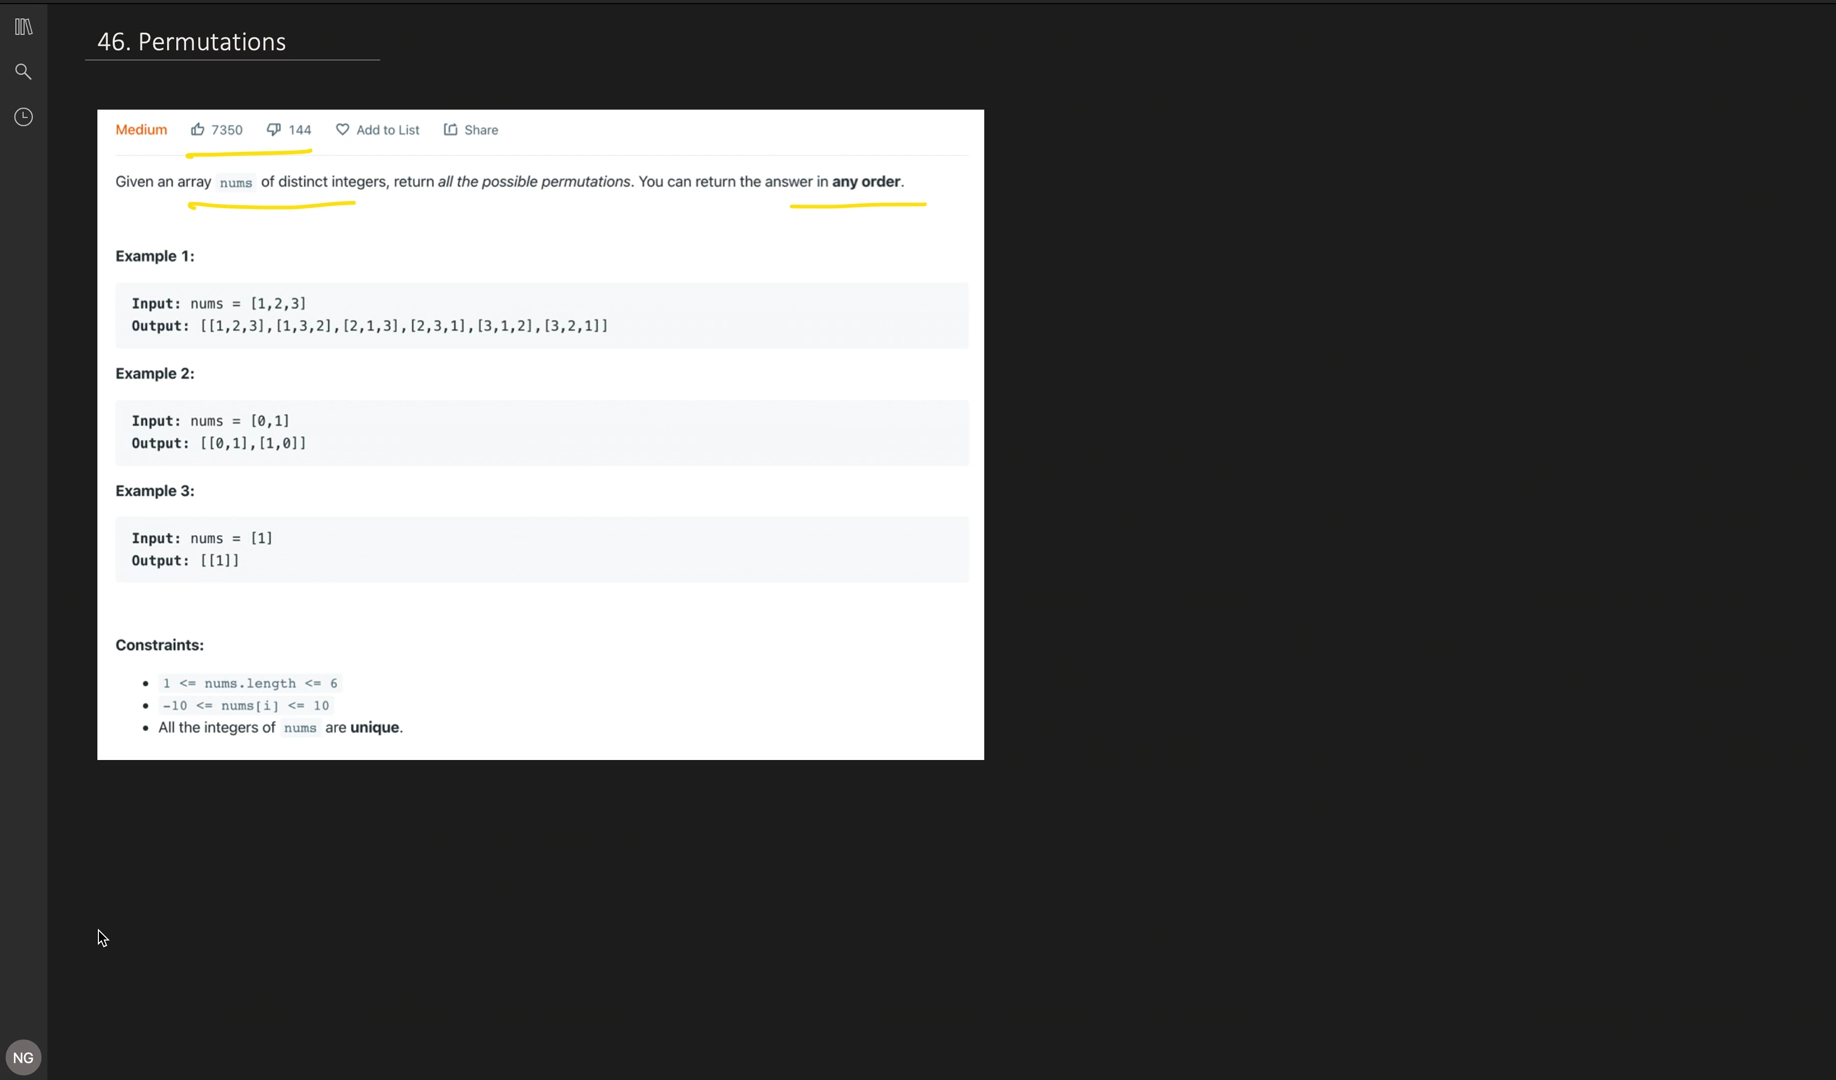 46. Permutations
Medium 7350 144 Add to List Share
Given an array nums of distinct integers, return all the possible permutations. You can return the answer in any order.
Example 1:
Input: nums = [1,2,3]
Output: [[1,2,3],[1,3,2],[2,1,3],[2,3,1],[3,1,2],[3,2,1]]
Example 2:
Input: nums = [0,1]
Output: [[0,1],[1,0]]
Example 3:
Input: nums = [1]
Output: [[1]]
Constraints:
• 1 <= nums.length <= 6
• -10 <= nums[i] <= 10
• All the integers of nums are unique.
NG